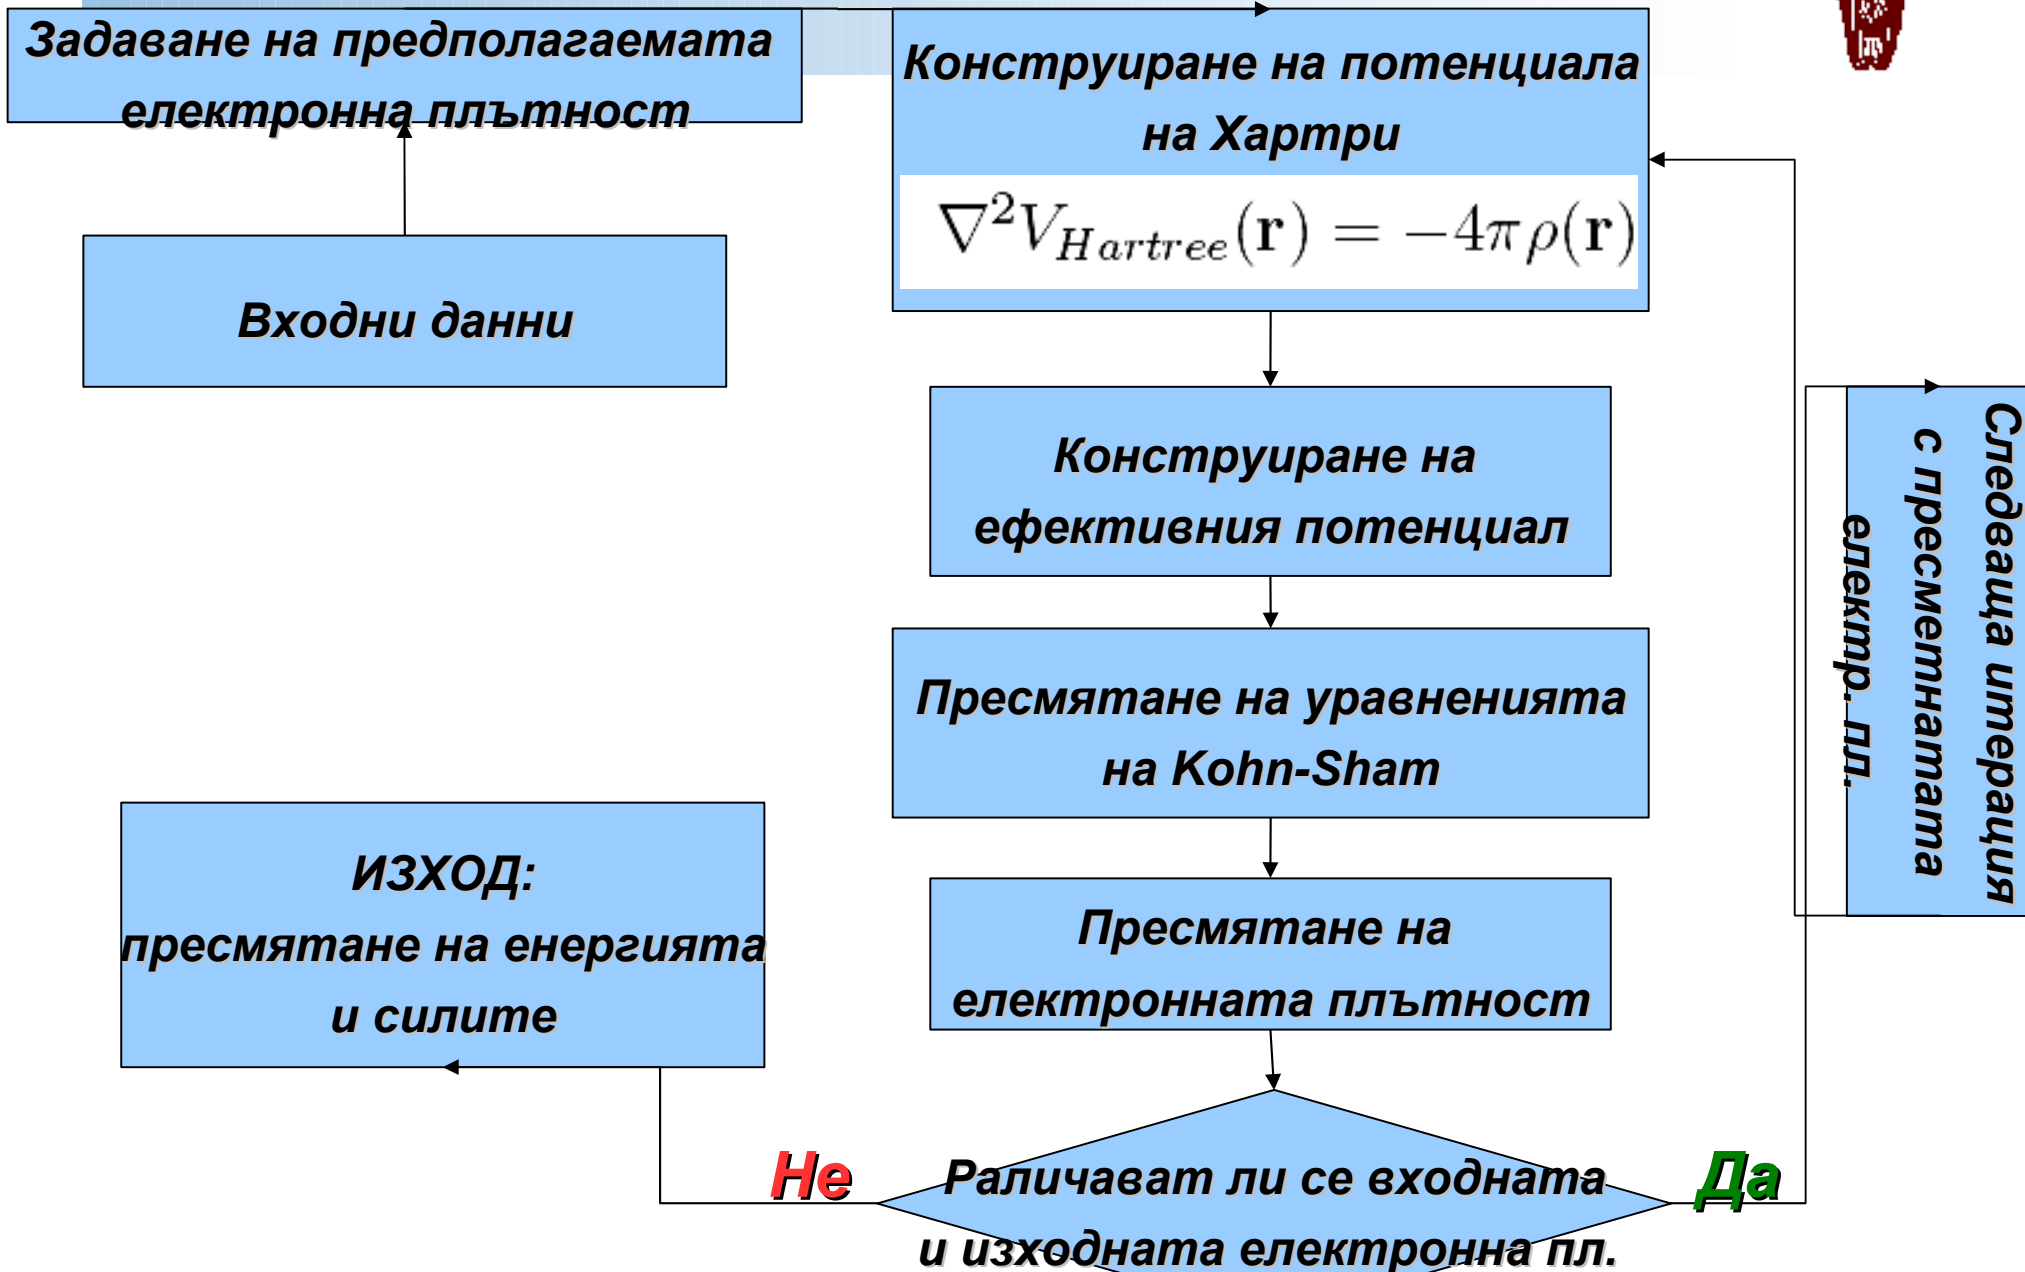 Задаване на предполагаемата
електронна плътност
Входни данни
Конструиране на потенциала
на Хартри
∇²V_{Hartree}(r) = −4πρ(r)
Конструиране на
ефективния потенциал
Пресмятане на уравненията
на Kohn-Sham
Пресмятане на
електронната плътност
Раличават ли се входната
и изходната електронна пл.
Не
Да
ИЗХОД:
пресмятане на енергията
и силите
Следваща итерация
с пресметнатата
електр. пл.